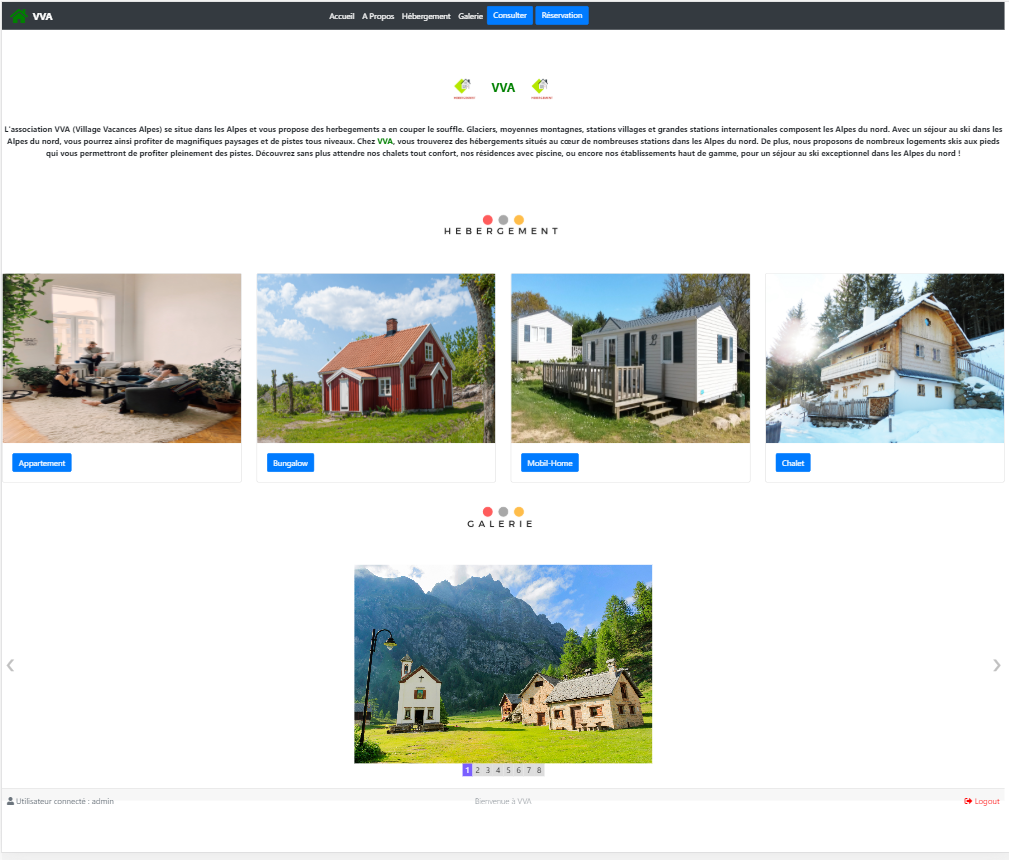 VVA Accueil A Propos Hébergement Galerie Consulter Réservation
VVA
L'association VVA (Village Vacances Alpes) se situe dans les Alpes et vous propose des herbegements a en couper le souffle. Glaciers, moyennes montagnes, stations villages et grandes stations internationales composent les Alpes du nord. Avec un séjour au ski dans les
Alpes du nord, vous pourrez ainsi profiter de magnifiques paysages et de pistes tous niveaux. Chez VVA, vous trouverez des hébergements situés au cœur de nombreuses stations dans les Alpes du nord. De plus, nous proposons de nombreux logements skis aux pieds
qui vous permettront de profiter pleinement des pistes. Découvrez sans plus attendre nos chalets tout confort, nos résidences avec piscine, ou encore nos établissements haut de gamme, pour un séjour au ski exceptionnel dans les Alpes du nord !
HEBERGEMENT
Appartement Bungalow Mobil-Home Chalet
GALERIE
1 2 3 4 5 6 7 8
Utilisateur connecté : admin Bienvenue à VVA Logout